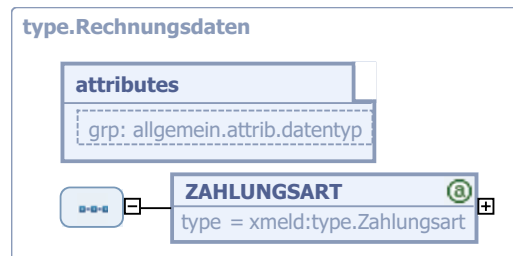 type.Rechnungsdaten
attributes
grp: allgemein.attrib.datentyp
ZAHLUNGSART
a
type = xmeld:type.Zahlungsart